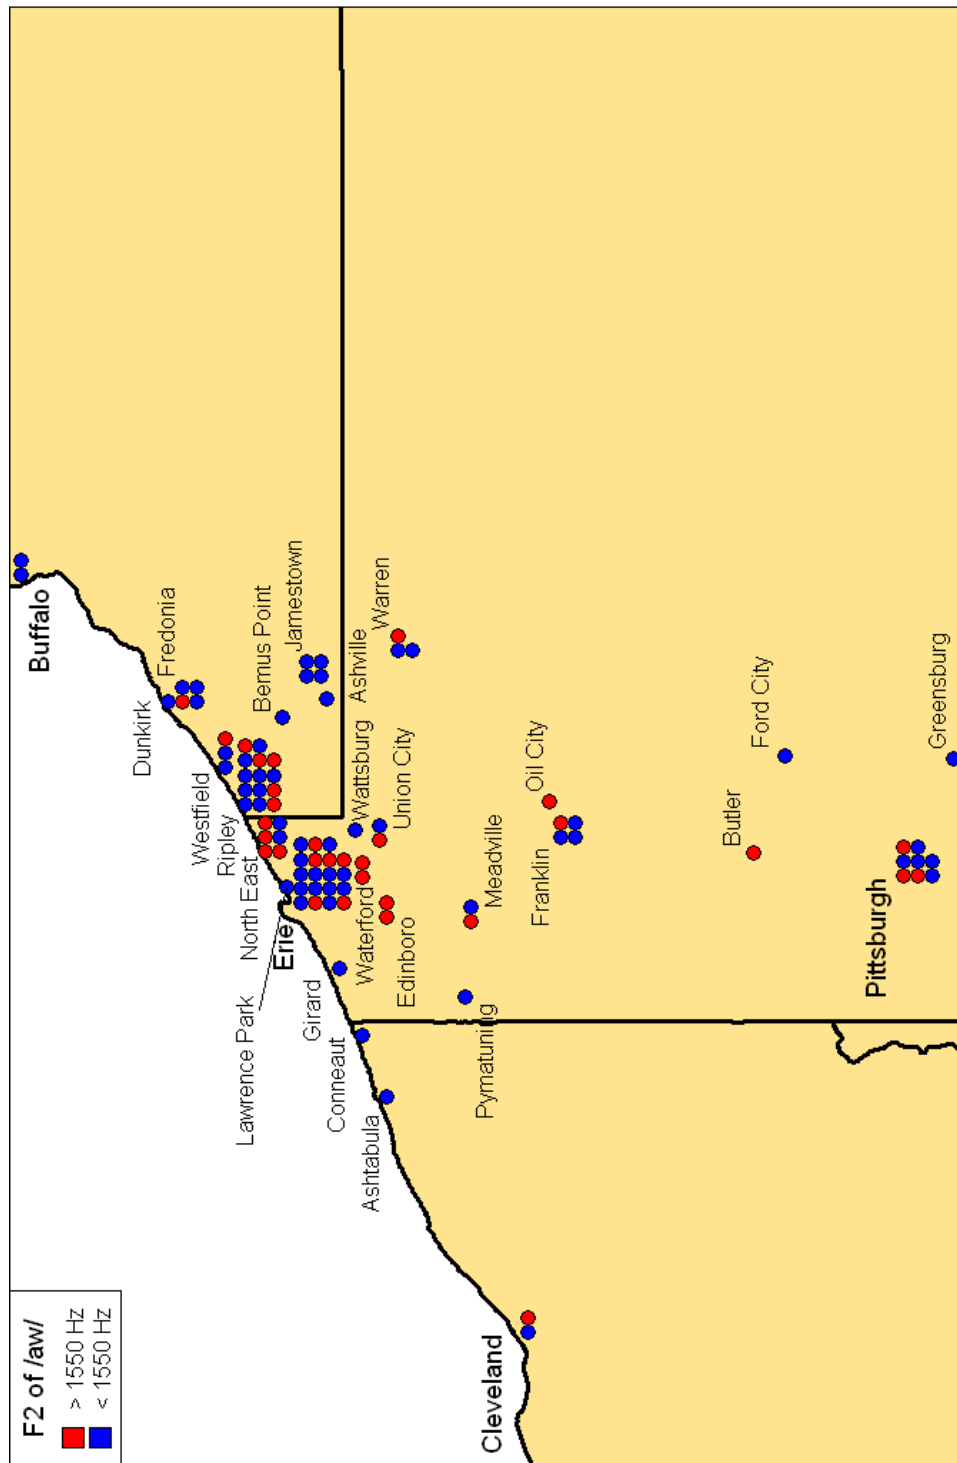 F2 of /aw/
> 1550 Hz
< 1550 Hz
Buffalo
Dunkirk
Fredonia
Westfield
Ripley
Bemus Point
Jamestown
North East
Lawrence Park
Erie
Ashville
Warren
Wattsburg
Union City
Girard
Waterford
Conneaut
Edinboro
Ashtabula
Meadville
Pymatuning
Cleveland
Oil City
Franklin
Butler
Ford City
Pittsburgh
Greensburg